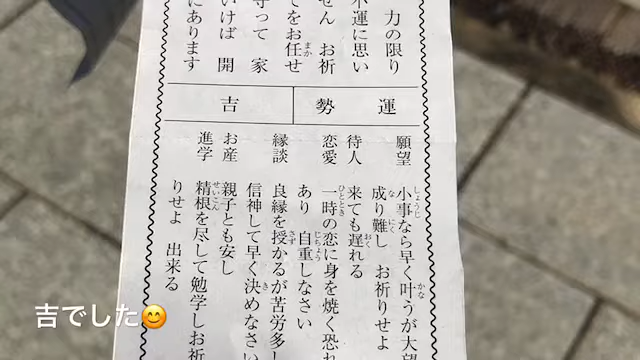 力の限り
不運に思い
せん お祈
てをお任せ
守って 家
いけば 開
にあります
運勢
吉
願望 小事なら早く叶うが大望
成り難し お祈りせよ
待人 来ても遅れる
恋愛 一時の恋に身を焼く恐れ
あり 自重しなさい
縁談 良縁を授かるが苦労多し
信神して早く決めなさい
お産 親子とも安し
進学 精根を尽して勉学しお祈
りせよ 出来る
吉でした😊